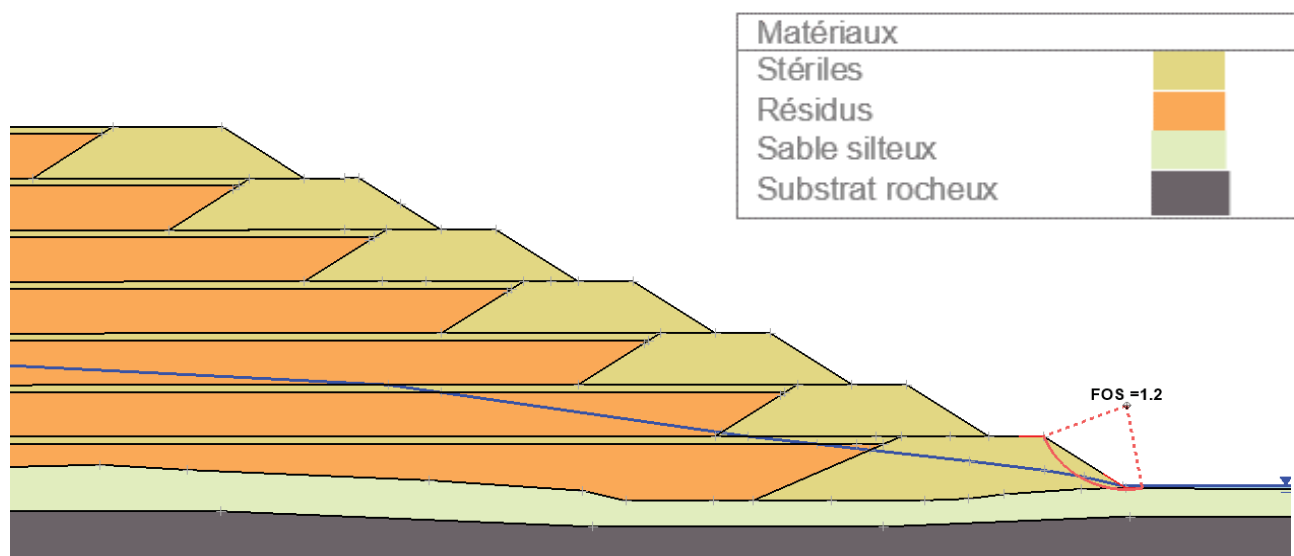 Matériaux
Stériles
Résidus
Sable silteux
Substrat rocheux
FOS =1.2